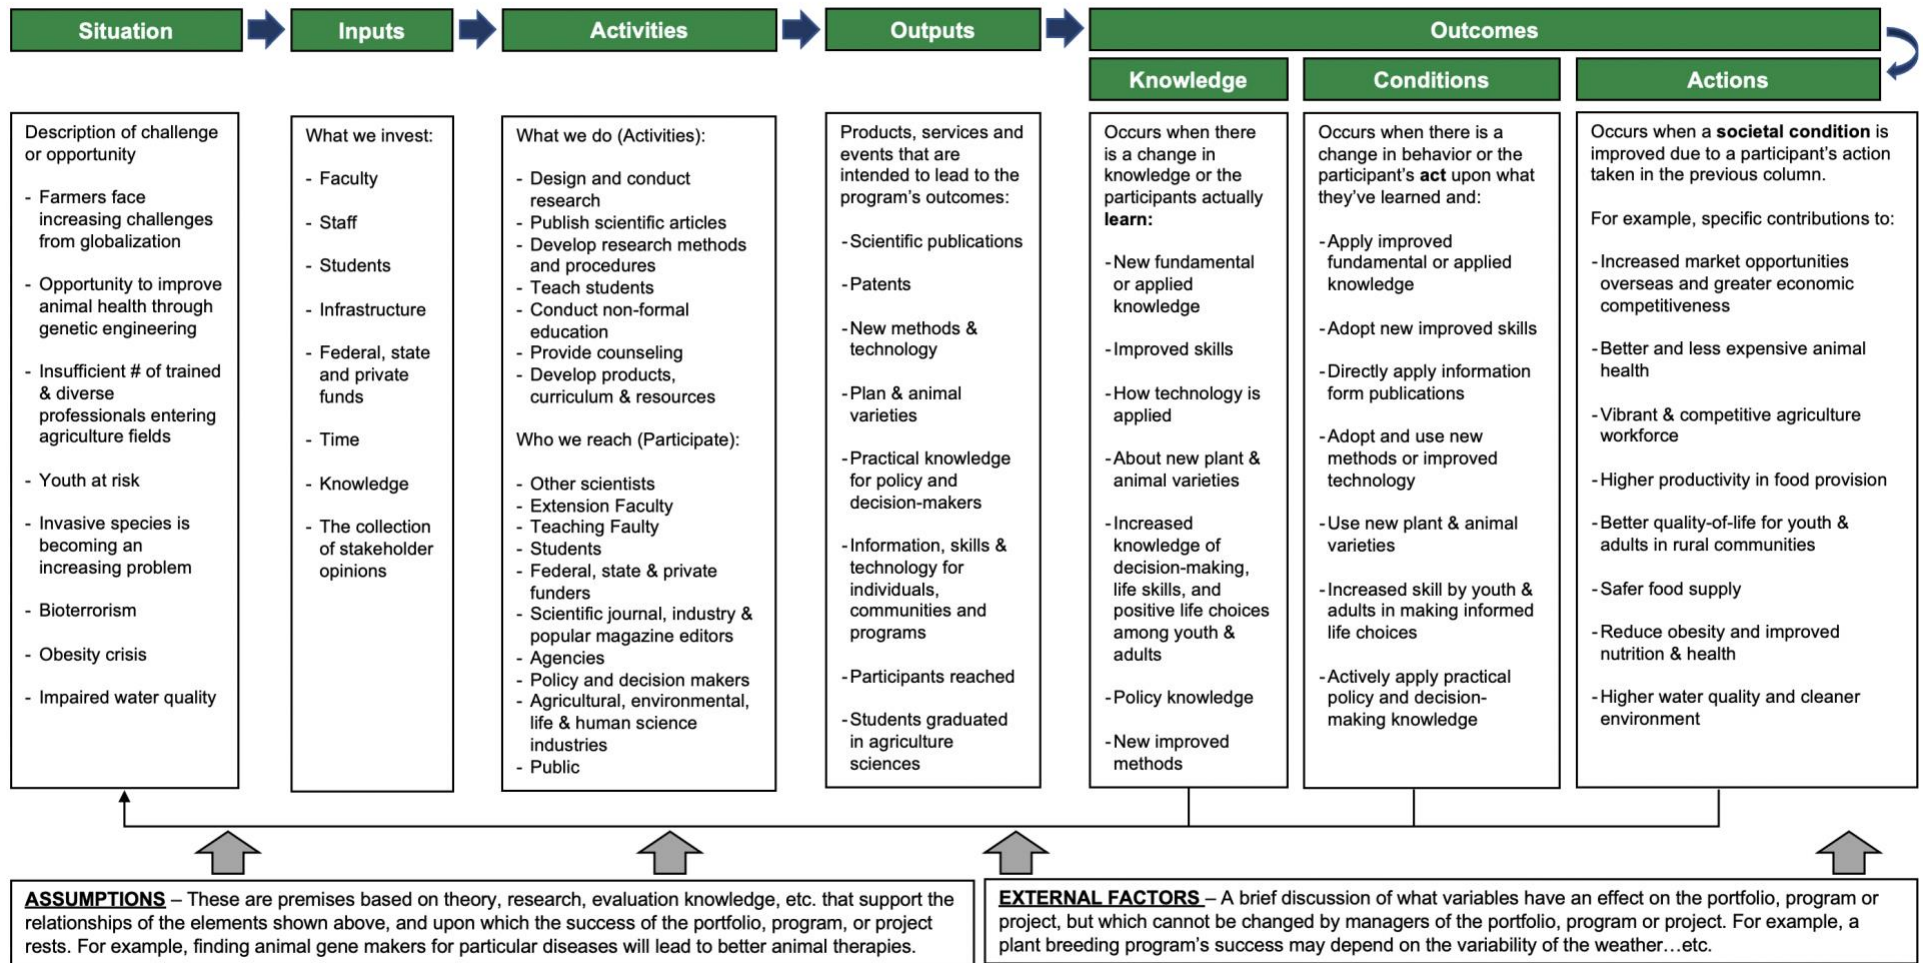 Situation
Inputs
Activities
Outputs
Outcomes
Knowledge
Conditions
Actions
Description of challenge
or opportunity
- Farmers face
increasing challenges
from globalization
- Opportunity to improve
animal health through
genetic engineering
- Insufficient # of trained
& diverse
professionals entering
agriculture fields
- Youth at risk
- Invasive species is
becoming an
increasing problem
- Bioterrorism
- Obesity crisis
- Impaired water quality
What we invest:
- Faculty
- Staff
- Students
- Infrastructure
- Federal, state
and private
funds
- Time
- Knowledge
- The collection
of stakeholder
opinions
What we do (Activities):
- Design and conduct
research
- Publish scientific articles
- Develop research methods
and procedures
- Teach students
- Conduct non-formal
education
- Provide counseling
- Develop products,
curriculum & resources
Who we reach (Participate):
- Other scientists
- Extension Faculty
- Teaching Faulty
- Students
- Federal, state & private
funders
- Scientific journal, industry &
popular magazine editors
- Agencies
- Policy and decision makers
- Agricultural, environmental,
life & human science
industries
- Public
Products, services and
events that are
intended to lead to the
program's outcomes:
- Scientific publications
- Patents
- New methods &
technology
- Plan & animal
varieties
- Practical knowledge
for policy and
decision-makers
- Information, skills &
technology for
individuals,
communities and
programs
- Participants reached
- Students graduated
in agriculture
sciences
Occurs when there
is a change in
knowledge or the
participants actually
learn:
- New fundamental
or applied
knowledge
- Improved skills
- How technology is
applied
- About new plant &
animal varieties
- Increased
knowledge of
decision-making,
life skills, and
positive life choices
among youth &
adults
- Policy knowledge
- New improved
methods
Occurs when there is a
change in behavior or the
participant's act upon what
they've learned and:
- Apply improved
fundamental or applied
knowledge
- Adopt new improved skills
- Directly apply information
form publications
- Adopt and use new
methods or improved
technology
- Use new plant & animal
varieties
- Increased skill by youth &
adults in making informed
life choices
- Actively apply practical
policy and decision-
making knowledge
Occurs when a societal condition is
improved due to a participant's action
taken in the previous column.
For example, specific contributions to:
- Increased market opportunities
overseas and greater economic
competitiveness
- Better and less expensive animal
health
- Vibrant & competitive agriculture
workforce
- Higher productivity in food provision
- Better quality-of-life for youth &
adults in rural communities
- Safer food supply
- Reduce obesity and improved
nutrition & health
- Higher water quality and cleaner
environment
ASSUMPTIONS – These are premises based on theory, research, evaluation knowledge, etc. that support the
relationships of the elements shown above, and upon which the success of the portfolio, program, or project
rests. For example, finding animal gene makers for particular diseases will lead to better animal therapies.
EXTERNAL FACTORS – A brief discussion of what variables have an effect on the portfolio, program or
project, but which cannot be changed by managers of the portfolio, program or project. For example, a
plant breeding program's success may depend on the variability of the weather…etc.